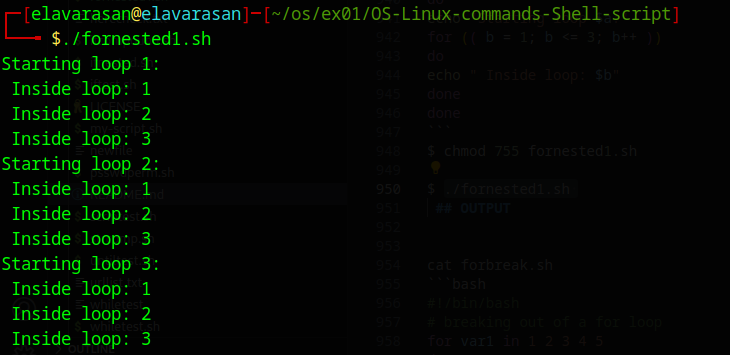 [elavarasan@elavarasan]─[~/os/ex01/OS-Linux-commands-Shell-script]
$./fornested1.sh
Starting loop 1:
 Inside loop: 1
 Inside loop: 2
 Inside loop: 3
Starting loop 2:
 Inside loop: 1
 Inside loop: 2
 Inside loop: 3
Starting loop 3:
 Inside loop: 1
 Inside loop: 2
 Inside loop: 3
942 for (( b = 1; b <= 3; b++ ))
943 do
944 echo " Inside loop: $b"
945 done
946 done
947 ```
948 $ chmod 755 fornested1.sh
949
950 $ ./fornested1.sh
951 ## OUTPUT
952
953
954 cat forbreak.sh
955 ```bash
956 #!/bin/bash
957 # breaking out of a for loop
958 for var1 in 1 2 3 4 5